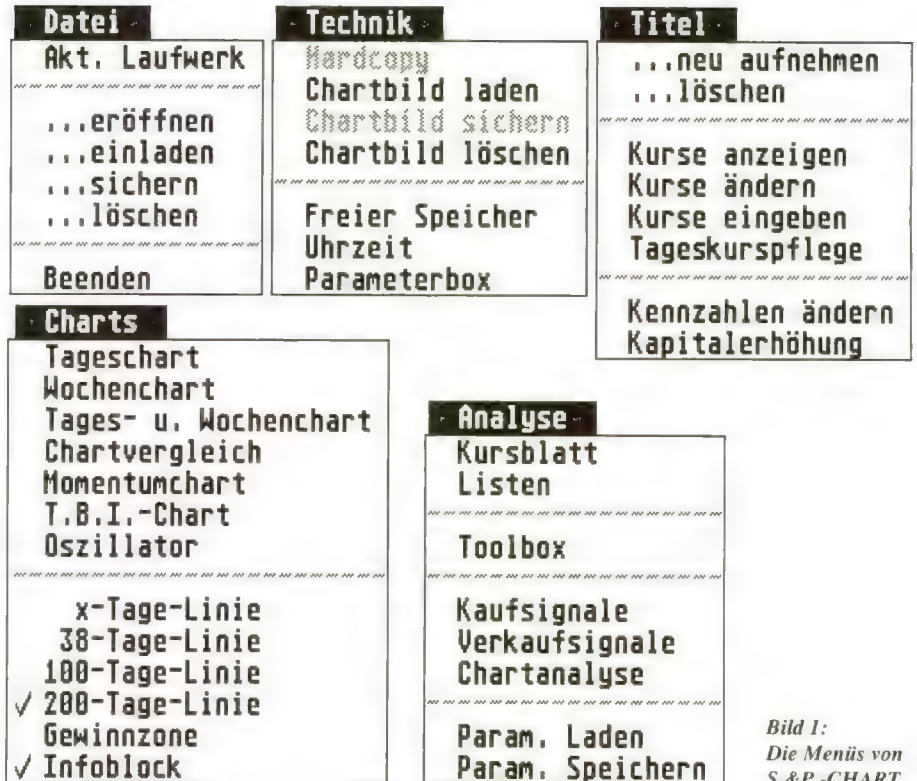 Datei
Akt. Laufwerk
...eröffnen
...einladen
...sichern
...löschen
Beenden
Technik
Hardcopy
Chartbild laden
Chartbild sichern
Chartbild löschen
Freier Speicher
Uhrzeit
Parameterbox
Titel
...neu aufnehmen
...löschen
Kurse anzeigen
Kurse ändern
Kurse eingeben
Tageskurspflege
Kennzahlen ändern
Kapitalerhöhung
Charts
Tageschart
Wochenchart
Tages- u. Wochenchart
Chartvergleich
Momentumchart
T.B.I.-Chart
Oszillator
x-Tage-Linie
38-Tage-Linie
100-Tage-Linie
✓ 200-Tage-Linie
Gewinnzone
✓ Infoblock
Analyse
Kursblatt
Listen
Toolbox
Kaufsignale
Verkaufsignale
Chartanalyse
Param. Laden
Param. Speichern
Bild 1:
Die Menüs von
S.&P.-CHART